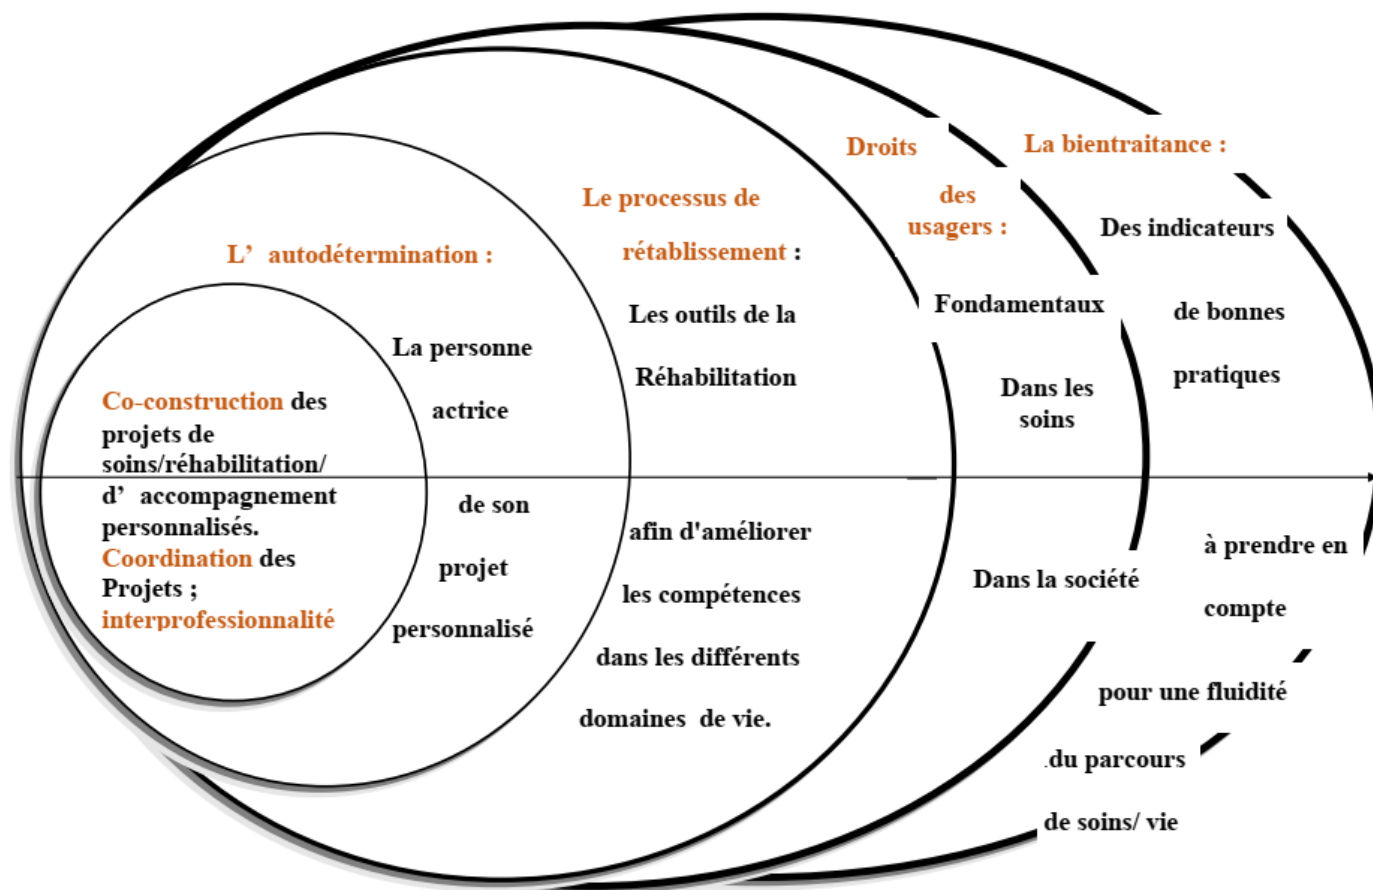 Co-construction des
projets de
soins/réhabilitation/
d’ accompagnement
personnalisés.
Coordination des
Projets ;
interprofessionnalité
L’ autodétermination :
La personne
actrice
de son
projet
personnalisé
Le processus de
rétablissement :
Les outils de la
Réhabilitation
afin d'améliorer
les compétences
dans les différents
domaines de vie.
Droits
des
usagers :
Fondamentaux
Dans les
soins
Dans la société
La bientraitance :
Des indicateurs
de bonnes
pratiques
à prendre en
compte
pour une fluidité
.du parcours
de soins/ vie